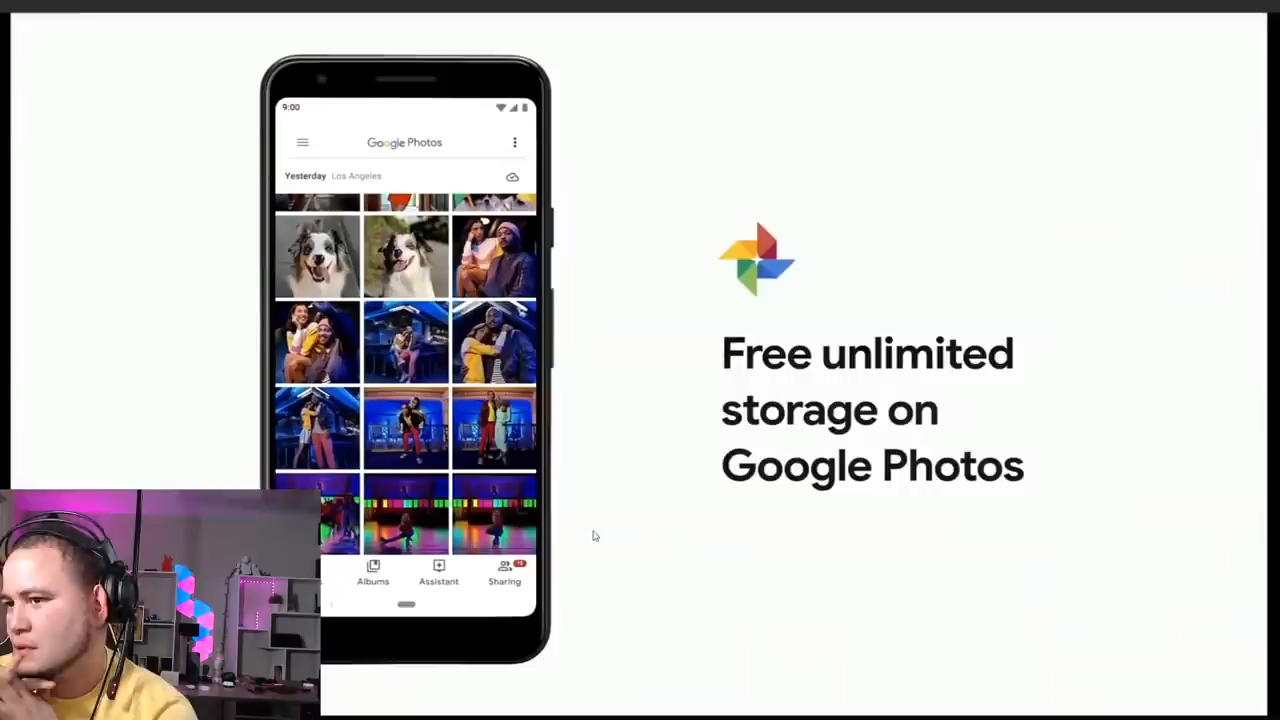 9:00
Google Photos
Yesterday Los Angeles
Free unlimited
storage on
Google Photos
Albums
Assistant
Sharing